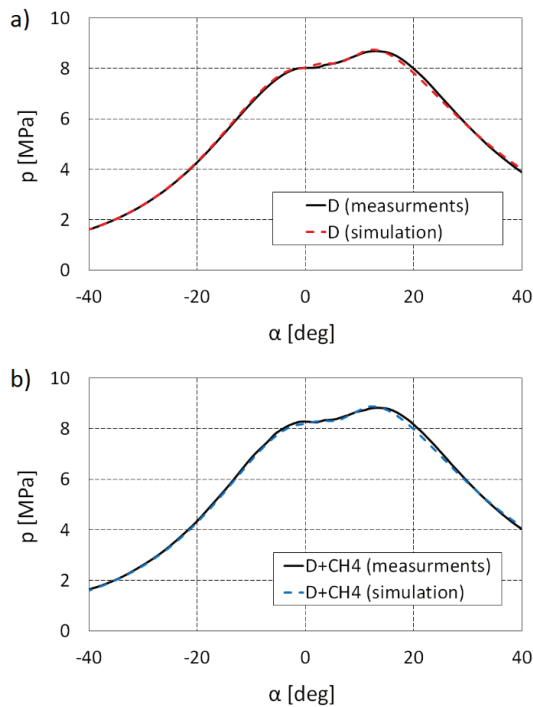 a)
10
8
6
4
2
0
p [MPa]
D (measurments)
D (simulation)
-40 -20 0 20 40
α [deg]
b)
10
8
6
4
2
0
p [MPa]
D+CH4 (measurments)
D+CH4 (simulation)
-40 -20 0 20 40
α [deg]